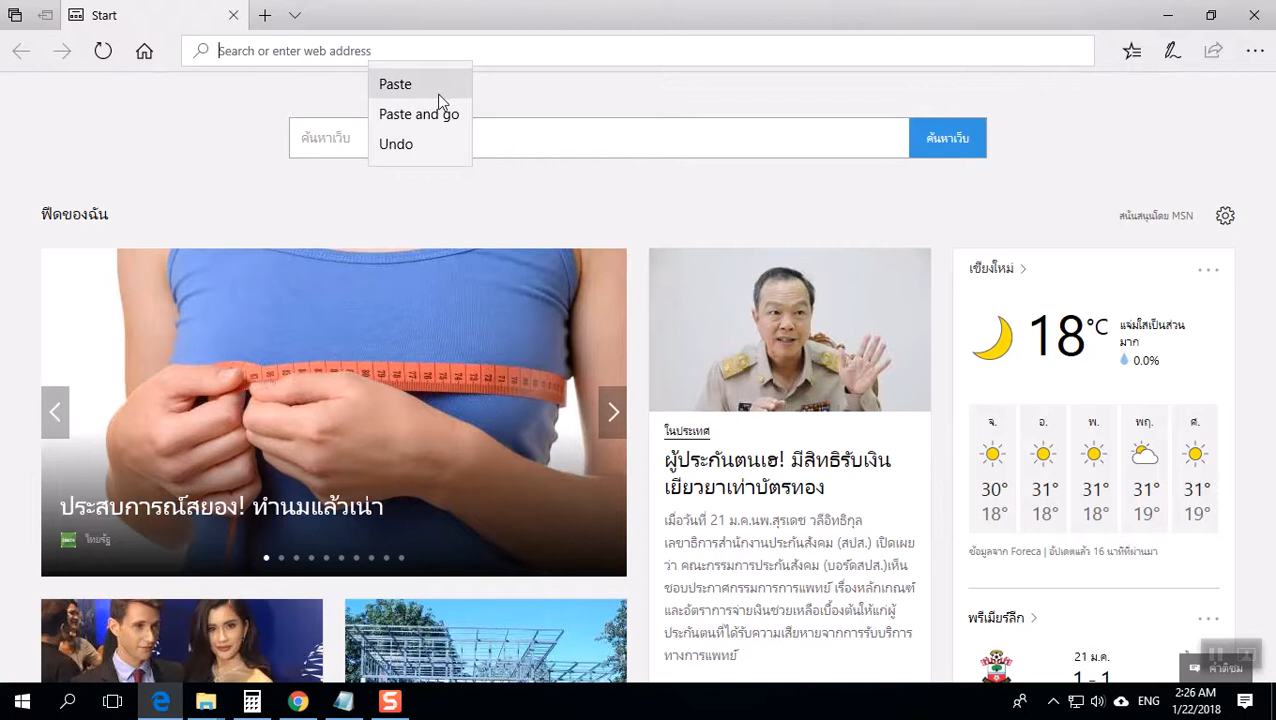 Start
Search or enter web address
Paste
Paste and go
Undo
ค้นหาเว็บ
ค้นหาเว็บ
ฟีดของฉัน
สนับสนุนโดย MSN
ประสบการณ์สยอง! ทำนมแล้วเน่า
ไทยรัฐ
ในประเทศ
ผู้ประกันตนเฮ! มีสิทธิรับเงิน
เยียวยาเท่าบัตรทอง
เมื่อวันที่ 21 ม.ค.นพ.สุรเดช วลีอิทธิกุล
เลขาธิการสำนักงานประกันสังคม (สปส.) เปิดเผย
ว่า คณะกรรมการประกันสังคม (บอร์ดสปส.)เห็น
ชอบประกาศกรรมการการแพทย์ เรื่องหลักเกณฑ์
และอัตราการจ่ายเงินช่วยเหลือเบื้องต้นให้แก่ผู้
ประกันตนที่ได้รับความเสียหายจากการรับบริการ
ทางการแพทย์
เชียงใหม่
18°C
แจ่มใสเป็นส่วน
มาก
0.0%
จ. อ. พ. พฤ. ศ.
30° 31° 31° 31° 31°
18° 18° 18° 19° 19°
ข้อมูลจาก Foreca | อัปเดตแล้ว 16 นาทีที่ผ่านมา
พรีเมียร์ลีก
21 ม.ค.
1 - 1
คำติชม
ENG
2:26 AM
1/22/2018